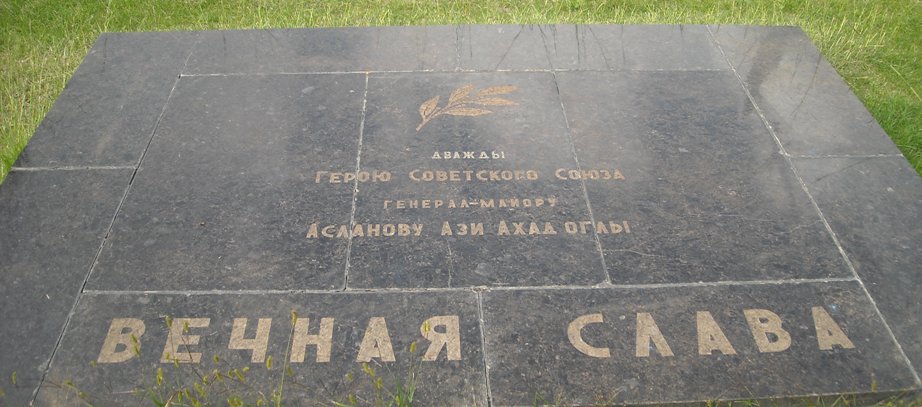 ДВАЖДЫ
ГЕРОЮ СОВЕТСКОГО СОЮЗА
ГЕНЕРАЛ-МАЙОРУ
АСЛАНОВУ АЗИ АХАД ОГЛЫ
ВЕЧНАЯ СЛАВА